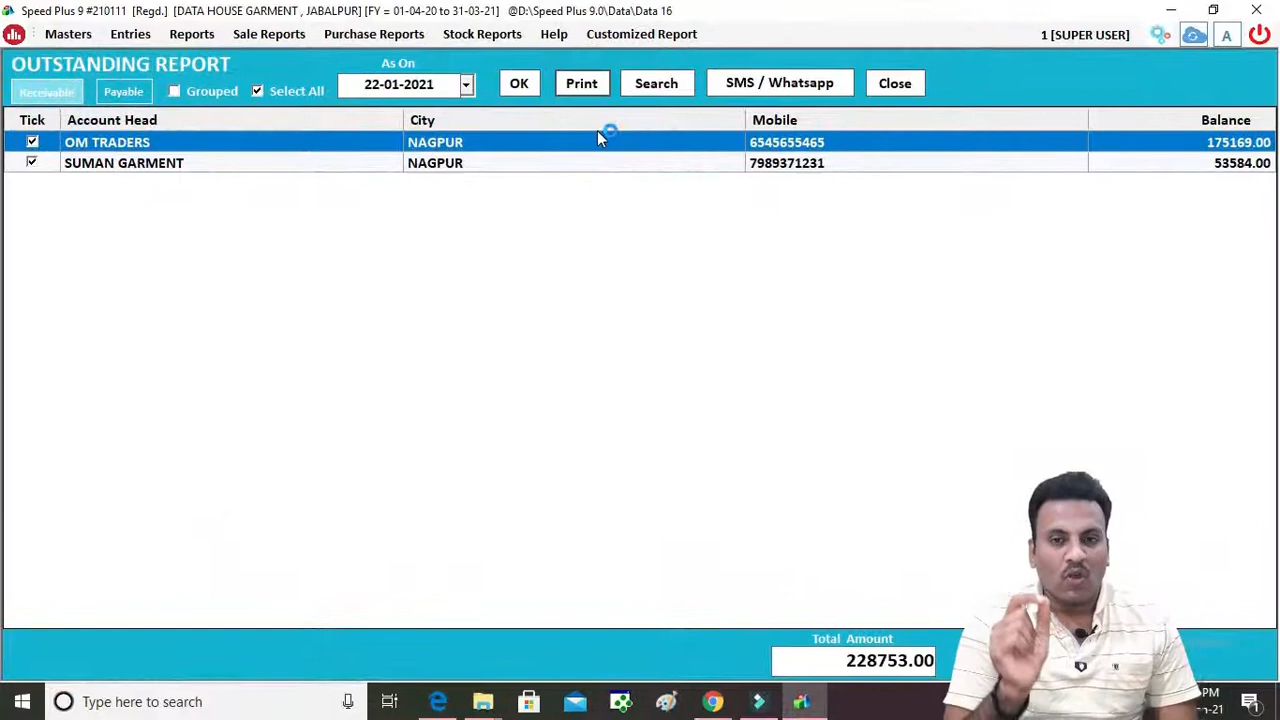 Speed Plus 9 #210111 [Regd.] [DATA HOUSE GARMENT , JABALPUR] [FY = 01-04-20 to 31-03-21] @D:\Speed Plus 9.0\Data\Data 16
Masters Entries Reports Sale Reports Purchase Reports Stock Reports Help Customized Report 1 [SUPER USER] A
OUTSTANDING REPORT
As On
Receivable Payable Grouped Select All 22-01-2021 OK Print Search SMS / Whatsapp Close
Tick Account Head City Mobile Balance
OM TRADERS NAGPUR 6545655465 175169.00
SUMAN GARMENT NAGPUR 7989371231 53584.00
Total Amount
228753.00
Type here to search
PM
n-21
1